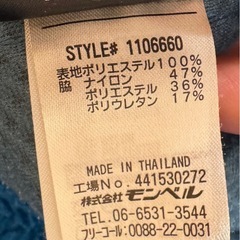 STYLE# 1106660
表地ポリエステル100%
脇 ナイロン 47%
ポリエステル 36%
ポリウレタン 17%
MADE IN THAILAND
工場No. 441530272
株式会社モンベル
TEL. 06-6531-3544
フリーコール:0088-22-0031